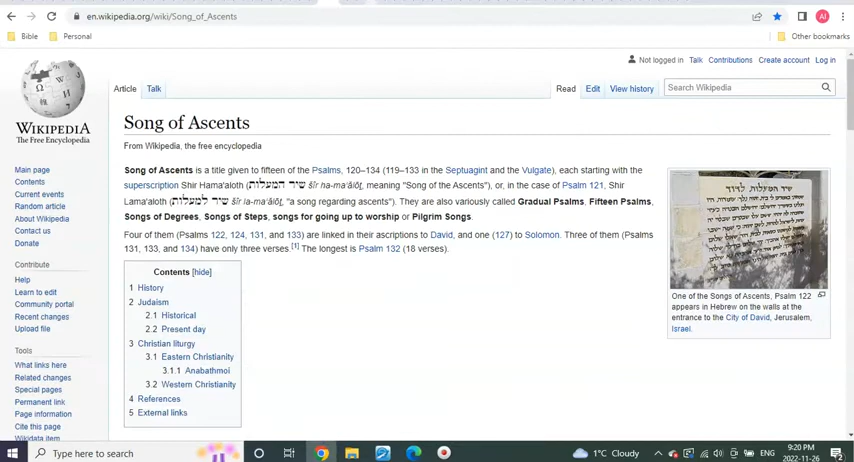 en.wikipedia.org/wiki/Song_of_Ascents
Bible
Personal
Other bookmarks
Not logged in Talk Contributions Create account Log in
Article Talk
Read Edit View history
Search Wikipedia
WIKIPEDIA
The Free Encyclopedia
Main page
Contents
Current events
Random article
About Wikipedia
Contact us
Donate
Contribute
Help
Learn to edit
Community portal
Recent changes
Upload file
Tools
What links here
Related changes
Special pages
Permanent link
Page information
Cite this page
Wikidata item
Song of Ascents
From Wikipedia, the free encyclopedia
Song of Ascents is a title given to fifteen of the Psalms, 120–134 (119–133 in the Septuagint and the Vulgate), each starting with the
superscription Shir Hama'aloth (שיר המעלות šīr ha-ma'ălōṯ, meaning "Song of the Ascents"), or, in the case of Psalm 121, Shir
Lama'aloth (שיר למעלות šīr la-ma'ălōṯ, "a song regarding ascents"). They are also variously called Gradual Psalms, Fifteen Psalms,
Songs of Degrees, Songs of Steps, songs for going up to worship or Pilgrim Songs.
Four of them (Psalms 122, 124, 131, and 133) are linked in their ascriptions to David, and one (127) to Solomon. Three of them (Psalms
131, 133, and 134) have only three verses.[1] The longest is Psalm 132 (18 verses).
Contents [hide]
1 History
2 Judaism
2.1 Historical
2.2 Present day
3 Christian liturgy
3.1 Eastern Christianity
3.1.1 Anabathmoi
3.2 Western Christianity
4 References
5 External links
שיר המעלות לדוד
One of the Songs of Ascents, Psalm 122
appears in Hebrew on the walls at the
entrance to the City of David, Jerusalem,
Israel.
Type here to search
1°C Cloudy
ENG
9:20 PM
2022-11-26
2